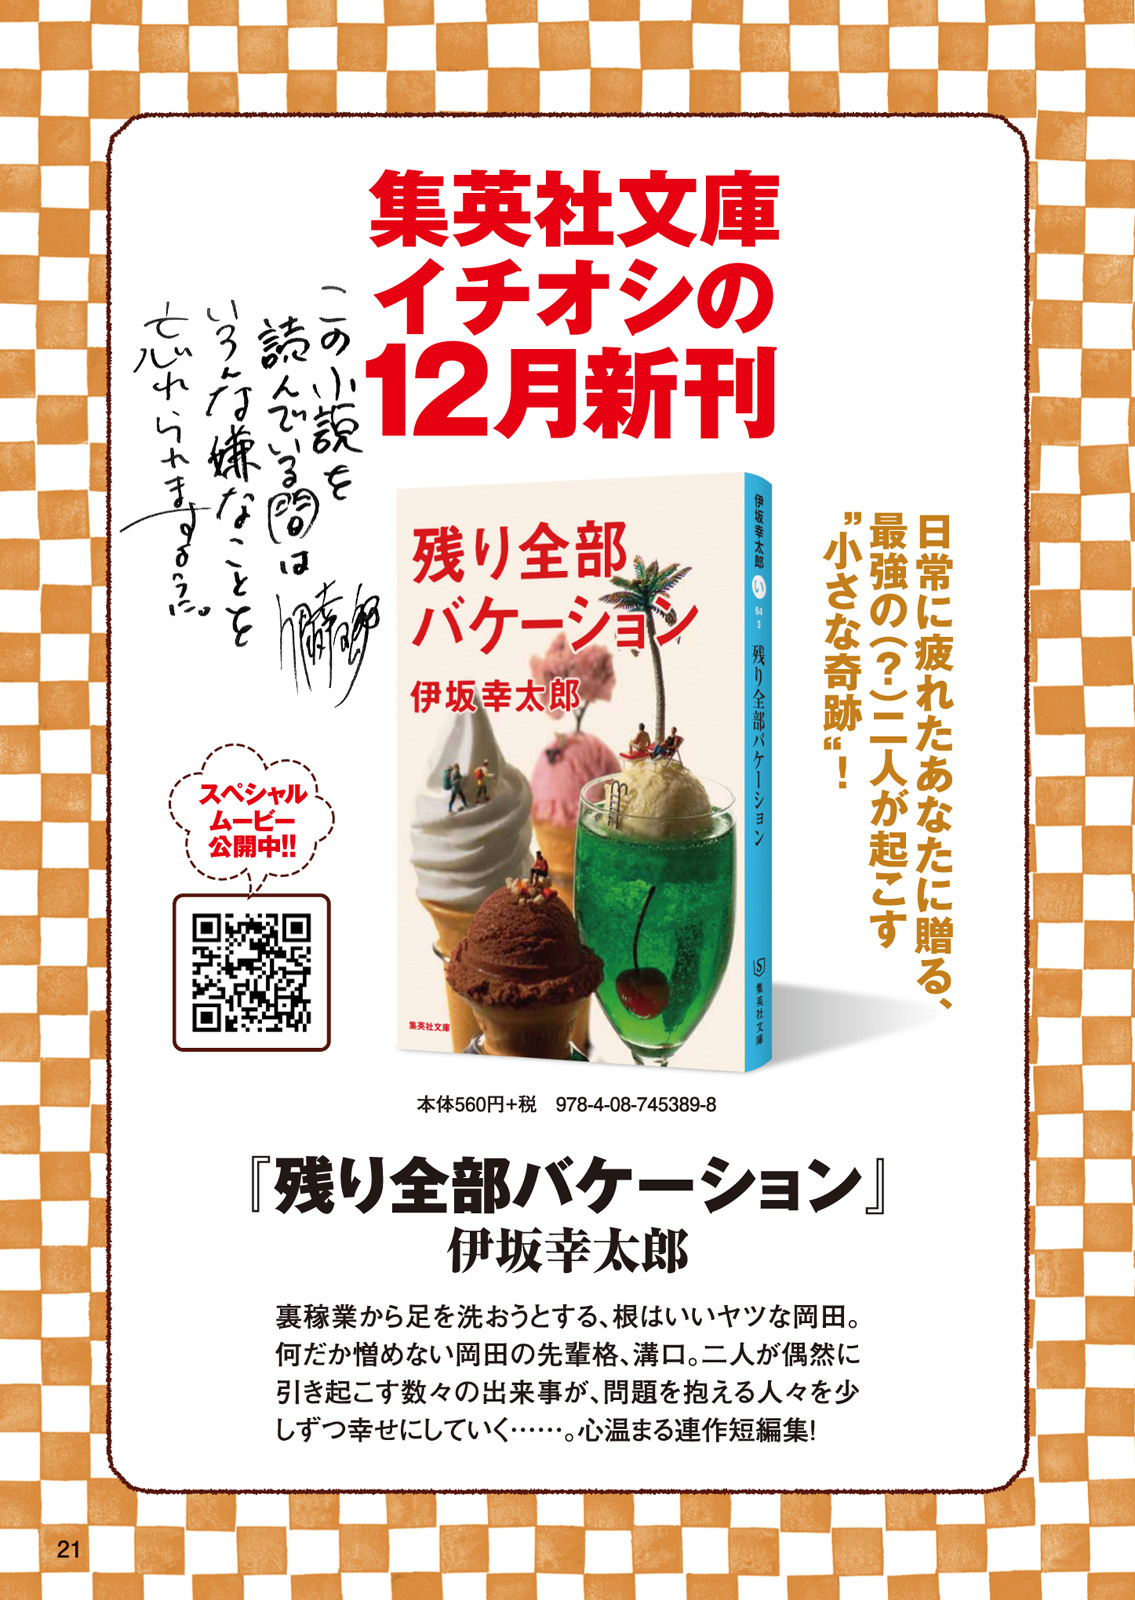 集英社文庫
イチオシの
12月新刊
この小説を
読んでいる間は
いろんな嫌なことを
忘れられますように。
日常に疲れたあなたに贈る、
最強の(?)二人が起こす
"小さな奇跡"!
残り全部
バケーション
伊坂幸太郎
集英社文庫
伊坂幸太郎
い
64
3
残り全部バケーション
集英社文庫
スペシャル
ムービー
公開中!!
本体560円+税 978-4-08-745389-8
『残り全部バケーション』
伊坂幸太郎
裏稼業から足を洗おうとする、根はいいヤツな岡田。
何だか憎めない岡田の先輩格、溝口。二人が偶然に
引き起こす数々の出来事が、問題を抱える人々を少
しずつ幸せにしていく……。心温まる連作短編集!
21